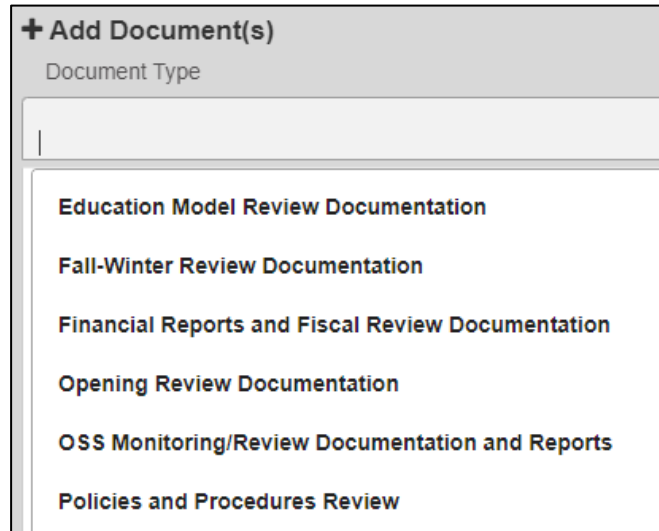 + Add Document(s)
Document Type
Education Model Review Documentation
Fall-Winter Review Documentation
Financial Reports and Fiscal Review Documentation
Opening Review Documentation
OSS Monitoring/Review Documentation and Reports
Policies and Procedures Review